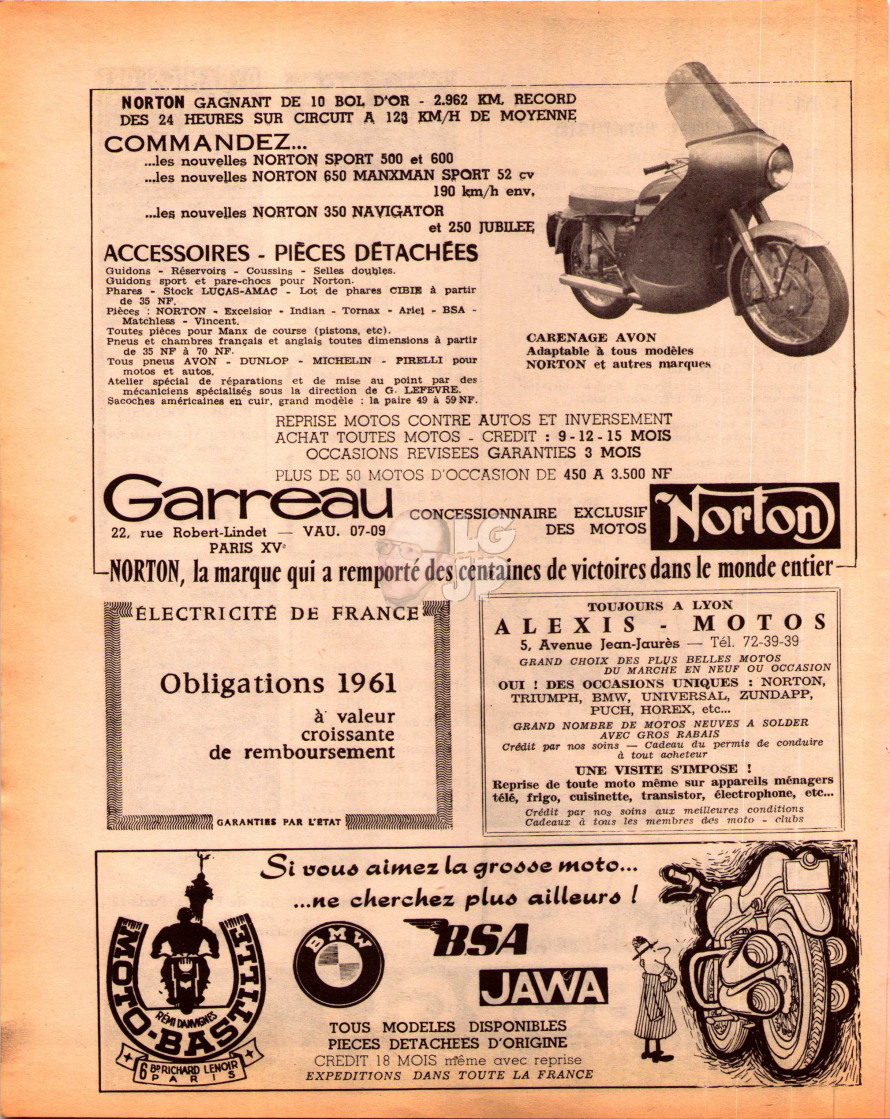 NORTON GAGNANT DE 10 BOL D'OR - 2.962 KM, RECORD
DES 24 HEURES SUR CIRCUIT A 123 KM/H DE MOYENNE
COMMANDEZ...
...les nouvelles NORTON SPORT 500 et 600
...les nouvelles NORTON 650 MANXMAN SPORT 52 cv
190 km/h env.
...les nouvelles NORTON 350 NAVIGATOR
et 250 JUBILEE
ACCESSOIRES - PIÈCES DÉTACHÉES
Guidons - Réservoirs - Coussins - Selles doubles.
Guidons sport et pare-chocs pour Norton.
Phares - Stock LUCAS-AMAC - Lot de phares CIBIE à partir
de 35 NF.
Pièces : NORTON - Excelsior - Indian - Tornax - Ariel - BSA -
Matchless - Vincent.
Toutes pièces pour Manx de course (pistons, etc).
Pneus et chambres français et anglais toutes dimensions à partir
de 35 NF à 70 NF.
Tous pneus AVON - DUNLOP - MICHELIN - PIRELLI pour
motos et autos.
Atelier spécial de réparations et de mise au point par des
mécaniciens spécialisés sous la direction de G. LEFEVRE.
Sacoches américaines en cuir, grand modèle : la paire 49 à 59 NF.
CARENAGE AVON
Adaptable à tous modèles
NORTON et autres marques
REPRISE MOTOS CONTRE AUTOS ET INVERSEMENT
ACHAT TOUTES MOTOS - CREDIT : 9-12-15 MOIS
OCCASIONS REVISEES GARANTIES 3 MOIS
PLUS DE 50 MOTOS D'OCCASION DE 450 A 3.500 NF
Garreau
CONCESSIONNAIRE EXCLUSIF
DES MOTOS
Norton
22, rue Robert-Lindet — VAU. 07-09
PARIS XVe
NORTON, la marque qui a remporté des centaines de victoires dans le monde entier
LG
JP
ÉLECTRICITÉ DE FRANCE
Obligations 1961
à valeur
croissante
de remboursement
GARANTIES PAR L'ÉTAT
TOUJOURS A LYON
ALEXIS - MOTOS
5, Avenue Jean-Jaurès — Tél. 72-39-39
GRAND CHOIX DES PLUS BELLES MOTOS
DU MARCHE EN NEUF OU OCCASION
OUI ! DES OCCASIONS UNIQUES : NORTON,
TRIUMPH, BMW, UNIVERSAL, ZUNDAPP,
PUCH, HOREX, etc...
GRAND NOMBRE DE MOTOS NEUVES A SOLDER
AVEC GROS RABAIS
Crédit par nos soins — Cadeau du permis de conduire
à tout acheteur
UNE VISITE S'IMPOSE !
Reprise de toute moto même sur appareils ménagers
télé, frigo, cuisinette, transistor, électrophone, etc...
Crédit par nos soins aux meilleures conditions
Cadeaux à tous les membres des moto - clubs
Si vous aimez la grosse moto...
...ne cherchez plus ailleurs !
MOTO-BASTILLE
RÉMI DANVIGNES
6 Bd RICHARD LENOIR
PARIS
BMW
BSA
JAWA
TOUS MODELES DISPONIBLES
PIECES DETACHEES D'ORIGINE
CREDIT 18 MOIS même avec reprise
EXPEDITIONS DANS TOUTE LA FRANCE